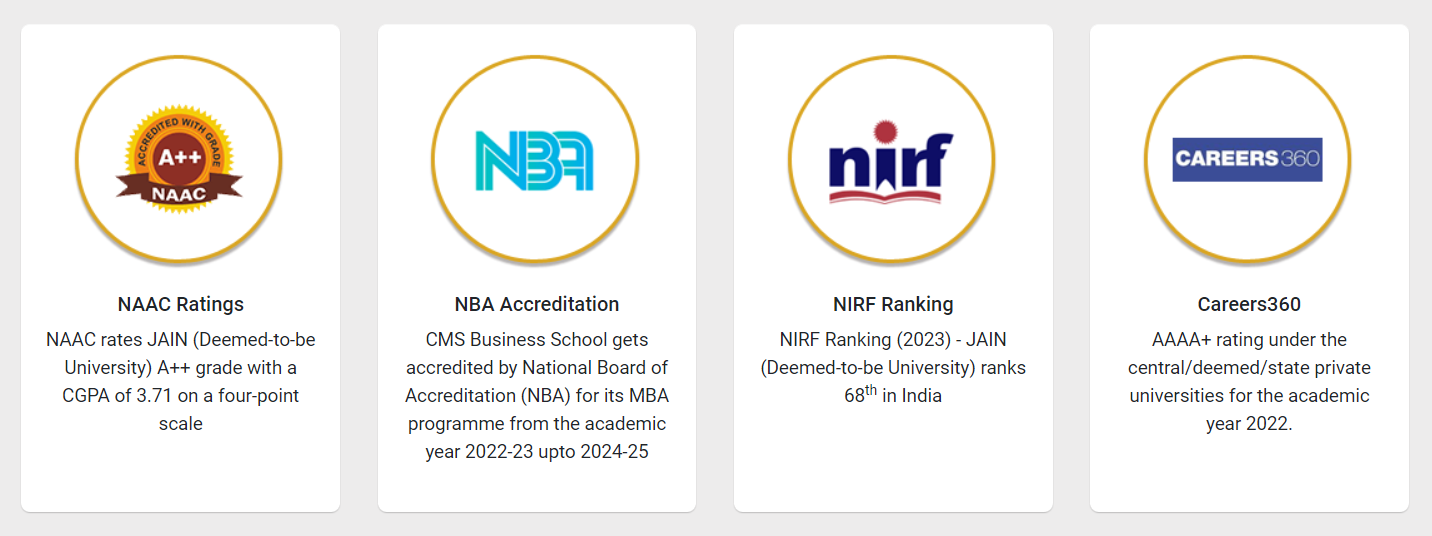 ACCREDITED WITH GRADE
A++
NAAC
NBA
nirf
CAREERS360
NAAC Ratings
NAAC rates JAIN (Deemed-to-be
University) A++ grade with a
CGPA of 3.71 on a four-point
scale
NBA Accreditation
CMS Business School gets
accredited by National Board of
Accreditation (NBA) for its MBA
programme from the academic
year 2022-23 upto 2024-25
NIRF Ranking
NIRF Ranking (2023) - JAIN
(Deemed-to-be University) ranks
68th in India
Careers360
AAAA+ rating under the
central/deemed/state private
universities for the academic
year 2022.